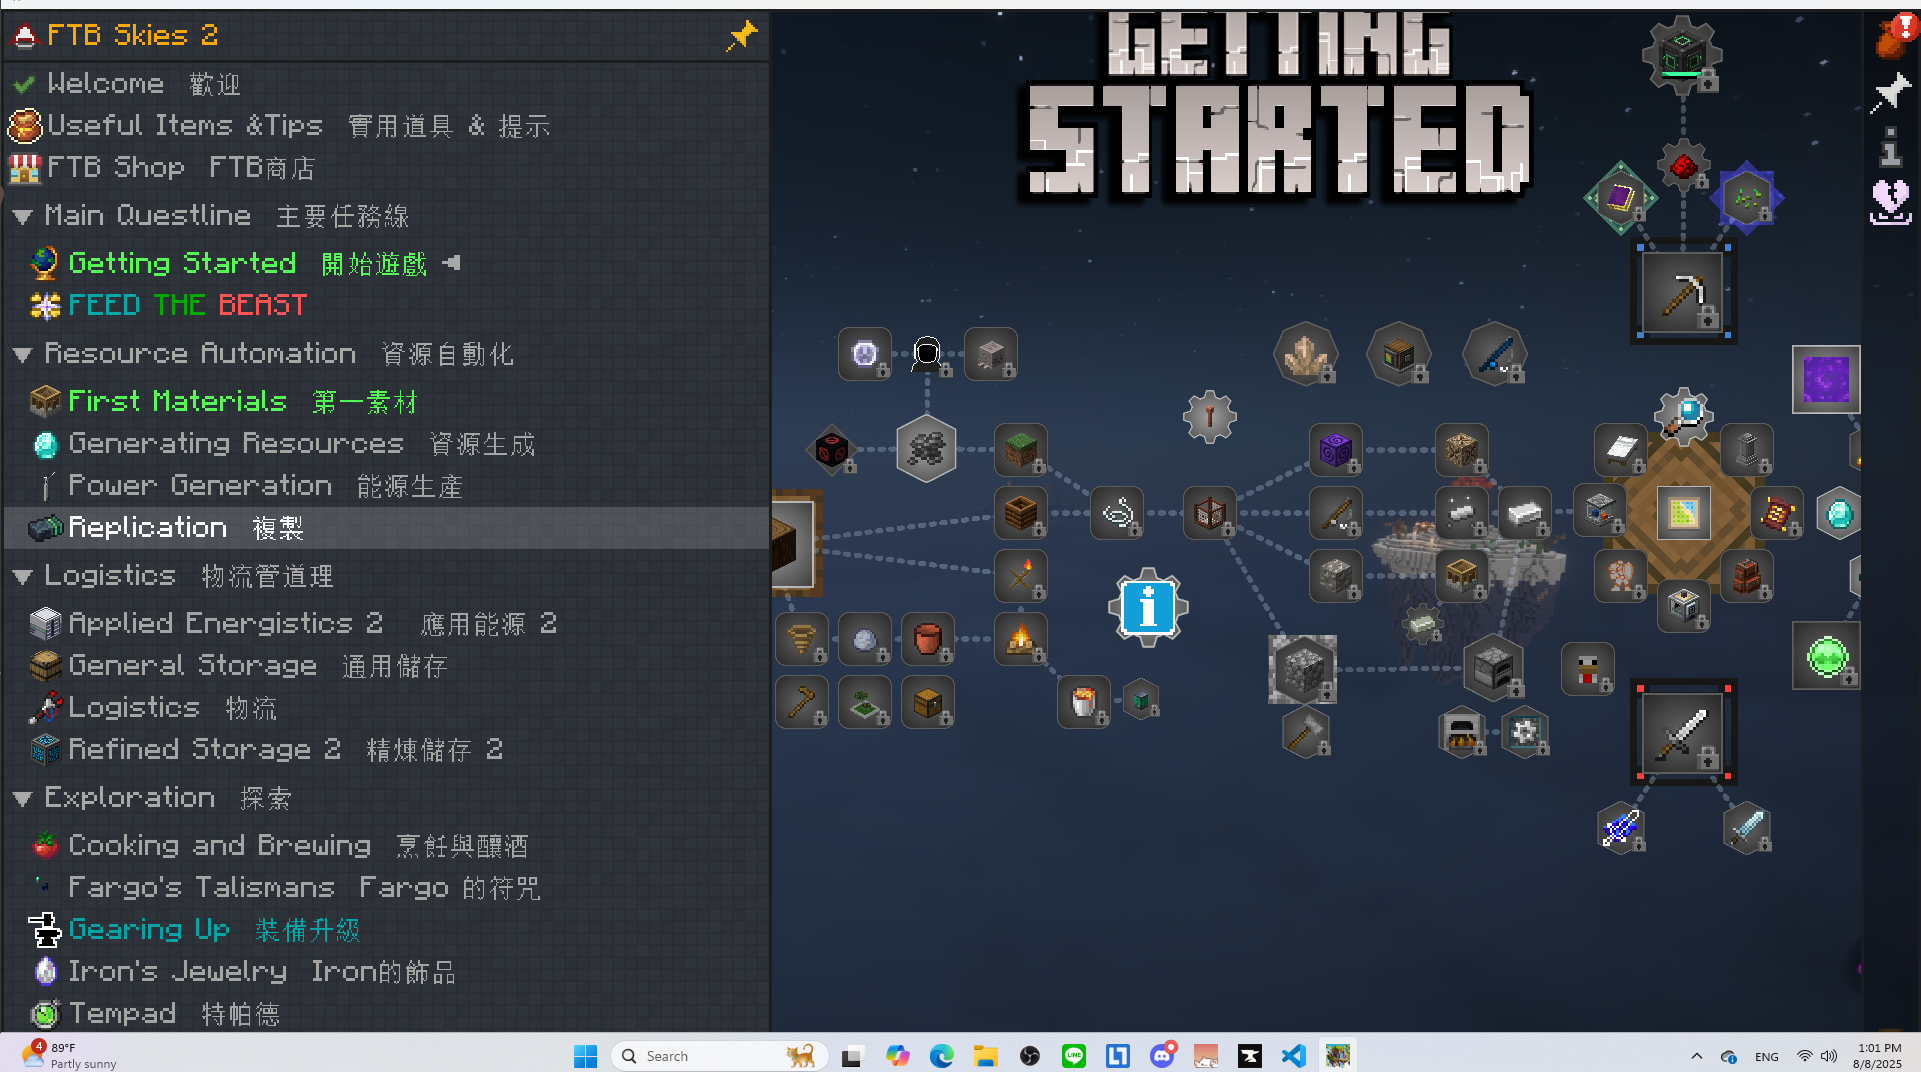 FTB Skies 2
Welcome 歡迎
Useful Items &Tips 實用道具 & 提示
FTB Shop FTB商店
Main Questline 主要任務線
Getting Started 開始遊戲
FEED THE BEAST
Resource Automation 資源自動化
First Materials 第一素材
Generating Resources 資源生成
Power Generation 能源生產
Replication 複製
Logistics 物流管道理
Applied Energistics 2 應用能源 2
General Storage 通用儲存
Logistics 物流
Refined Storage 2 精煉儲存 2
Exploration 探索
Cooking and Brewing 烹飪與釀酒
Fargo's Talismans Fargo 的符咒
Gearing Up 裝備升級
Iron's Jewelry Iron的飾品
Tempad 特帕德
GETTING
STARTED
4
89°F
Partly sunny
Search
ENG
1:01 PM
8/8/2025